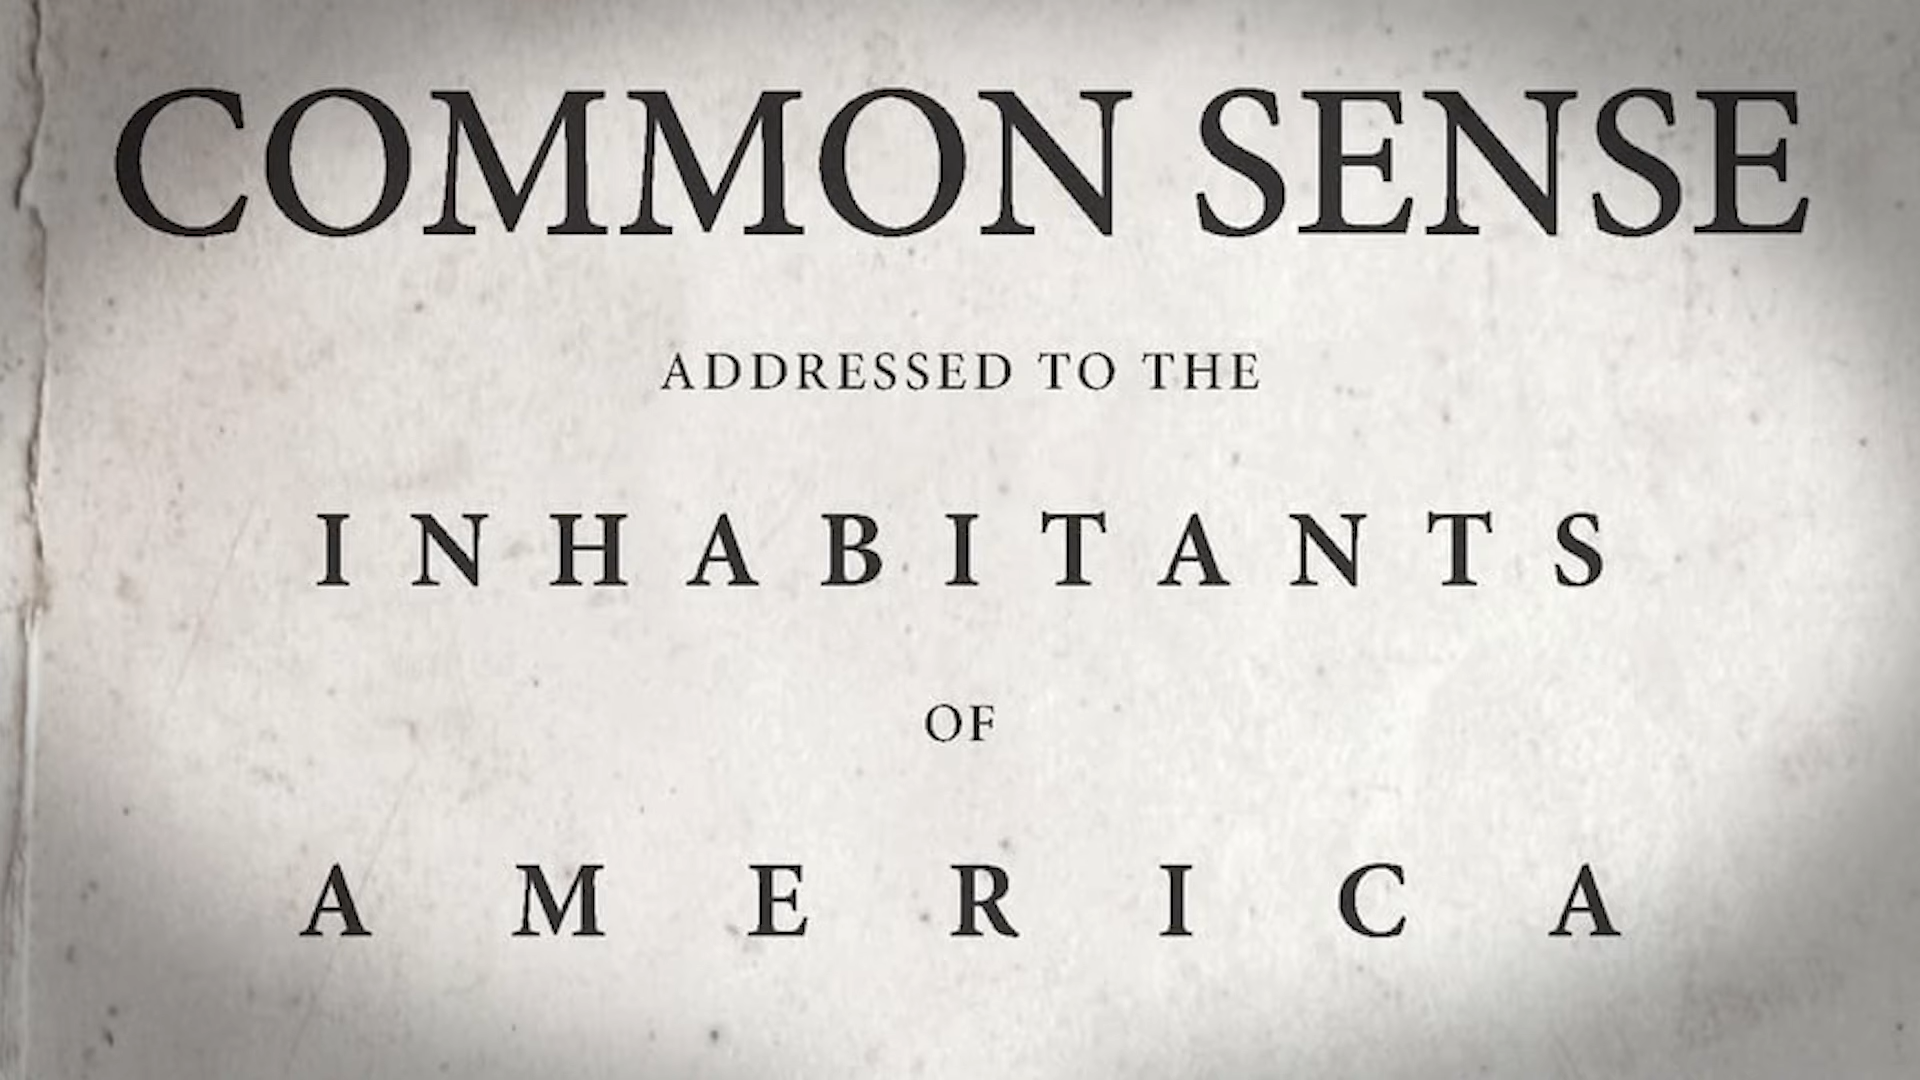 COMMON SENSE
ADDRESSED TO THE
INHABITANTS
OF
AMERICA